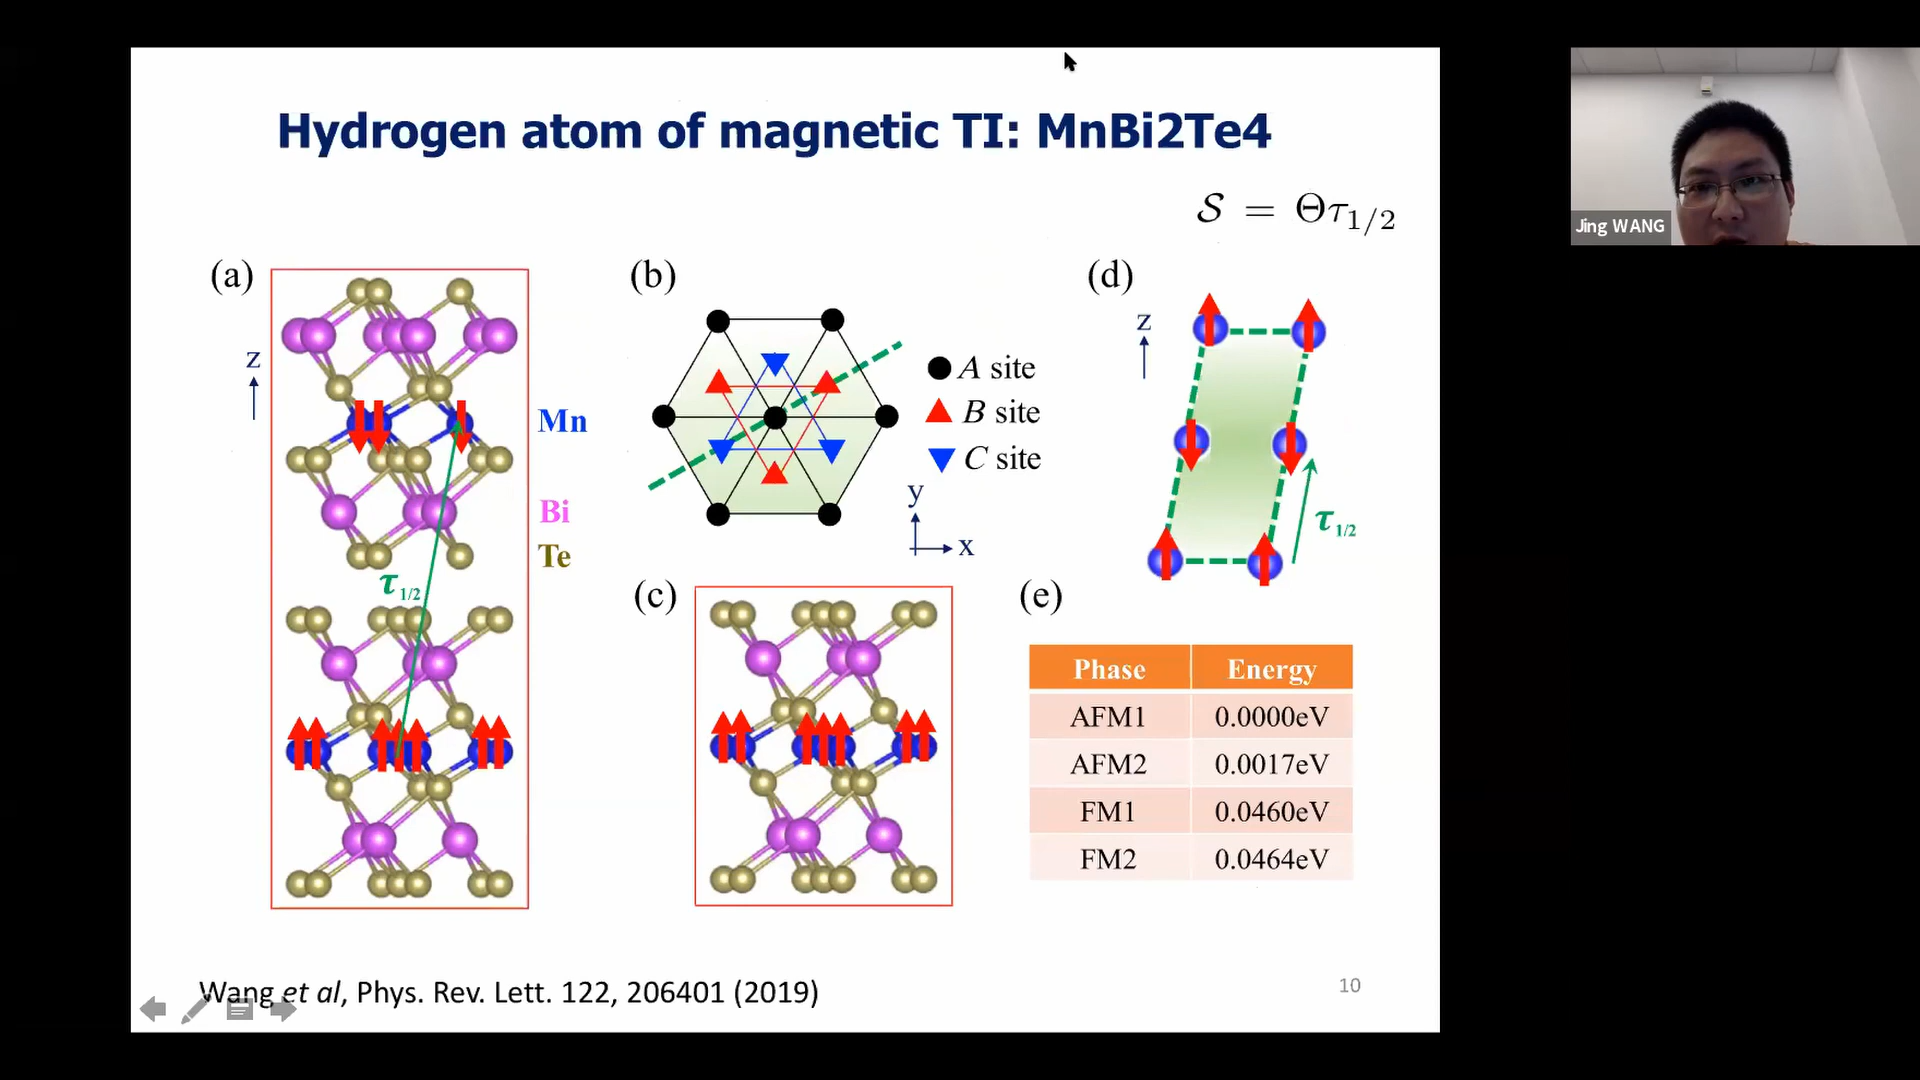 Hydrogen atom of magnetic TI: MnBi2Te4
𝒮 = Θτ1/2
Jing WANG
(a)
z
Mn
Bi
Te
τ1/2
(b)
A site
B site
C site
y
x
(c)
(d)
z
τ1/2
(e)
Phase Energy
AFM1 0.0000eV
AFM2 0.0017eV
FM1 0.0460eV
FM2 0.0464eV
Wang et al, Phys. Rev. Lett. 122, 206401 (2019)
10